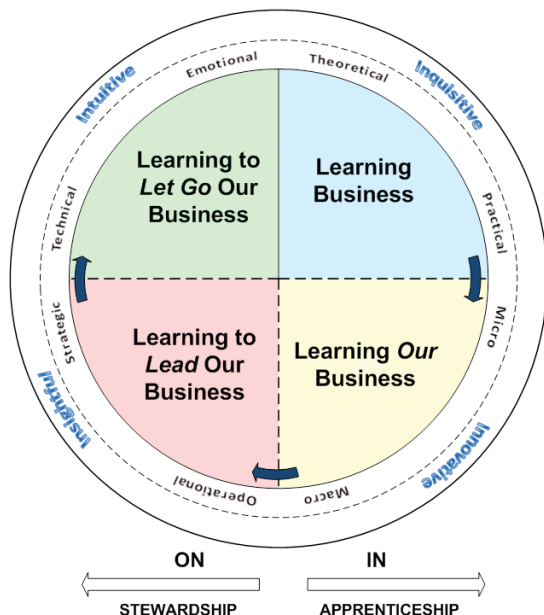 Emotional
Theoretical
Intuitive
Inquisitive
Learning to
Let Go Our
Business
Learning
Business
Technical
Practical
Strategic
Micro
Learning to
Lead Our
Business
Learning Our
Business
Insightful
Innovative
Operational
Macro
ON
IN
STEWARDSHIP
APPRENTICESHIP